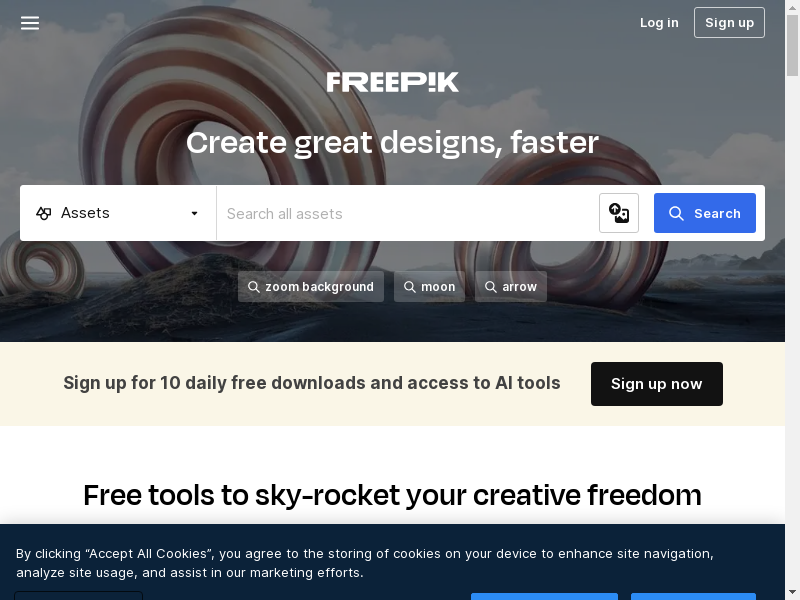 Log in
Sign up
FREEPIK
Create great designs, faster
Assets
Search all assets
Search
zoom background
moon
arrow
Sign up for 10 daily free downloads and access to AI tools
Sign up now
Free tools to sky-rocket your creative freedom
By clicking “Accept All Cookies”, you agree to the storing of cookies on your device to enhance site navigation,
analyze site usage, and assist in our marketing efforts.